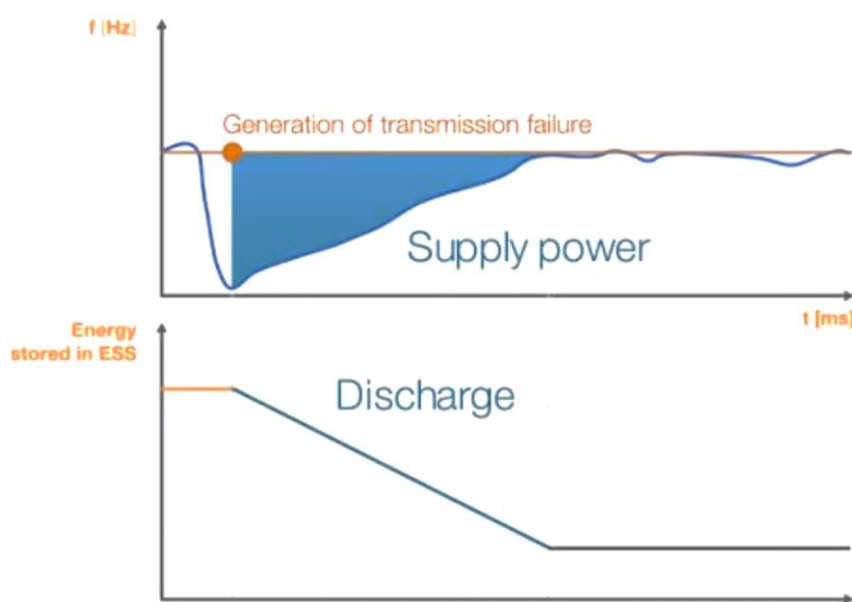 f (Hz)
Generation of transmission failure
Supply power
t [ms]
Energy
stored in ESS
Discharge